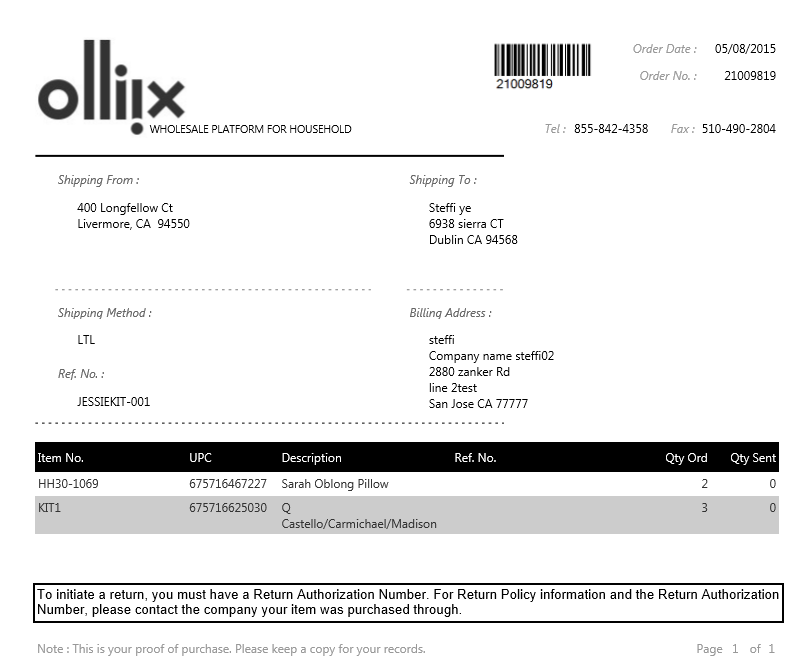 olliix
WHOLESALE PLATFORM FOR HOUSEHOLD
21009819
Order Date : 05/08/2015
Order No. : 21009819
Tel : 855-842-4358 Fax : 510-490-2804
Shipping From :
400 Longfellow Ct
Livermore, CA 94550
Shipping To :
Steffi ye
6938 sierra CT
Dublin CA 94568
Shipping Method :
LTL
Ref. No. :
JESSIEKIT-001
Billing Address :
steffi
Company name steffi02
2880 zanker Rd
line 2test
San Jose CA 77777
Item No. UPC Description Ref. No. Qty Ord Qty Sent
HH30-1069 675716467227 Sarah Oblong Pillow 2 0
KIT1 675716625030 Q 3 0
Castello/Carmichael/Madison
To initiate a return, you must have a Return Authorization Number. For Return Policy information and the Return Authorization
Number, please contact the company your item was purchased through.
Note : This is your proof of purchase. Please keep a copy for your records. Page 1 of 1